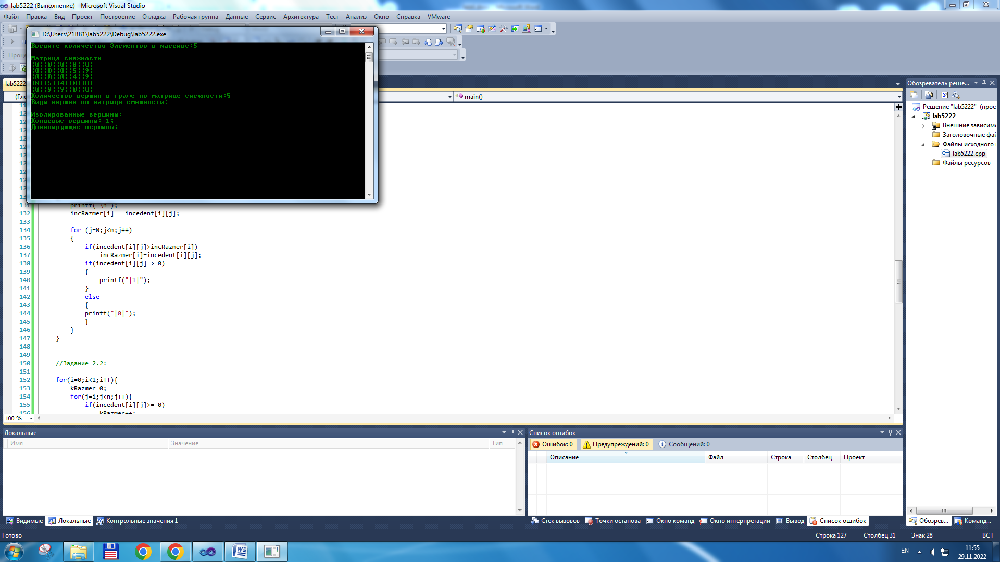 lab5222 (Выполнение) - Microsoft Visual Studio
Файл Правка Вид Проект Построение Отладка Рабочая группа Данные Сервис Архитектура Тест Анализ Окно Справка VMware
D:\Users\21BB1\lab5222\Debug\lab5222.exe
Введите количество Элементов в массиве:5
Матрица смежности
|0||0||0||8||0|
|0||0||0||5||9|
|0||0||0||4||9|
|8||5||4||0||0|
|0||9||9||0||0|
Количество вершин в графе по матрице смежности:5
Виды вершин по матрице смежности:
Изолированные вершины:
Концевые вершины: 1;
Доминирующие вершины:
Проце
lab5222
(Гло
main()
131 printf("\n");
132 incRazmer[i] = incedent[i][j];
133
134 for (j=0;j<m;j++)
135 {
136 if(incedent[i][j]>incRazmer[i])
137 incRazmer[i]=incedent[i][j];
138 if(incedent[i][j] > 0)
139 {
140 printf("|1|");
141 }
142 else
143 {
144 printf("|0|");
145 }
146 }
147 }
148
149
150 //Задание 2.2:
151
152 for(i=0;i<1;i++){
153 kRazmer=0;
154 for(j=i;j<n;j++){
155 if(incedent[i][j]>= 0)
156 kRazmer++;
100 %
Обозреватель реше...
Решение "lab5222" (прое
lab5222
Внешние зависимо
Заголовочные фай
Файлы исходного к
lab5222.cpp
Файлы ресурсов
Локальные
Имя Значение Тип
Список ошибок
Ошибок: 0 Предупреждений: 0 Сообщений: 0
Описание Файл Строка Столбец Проект
Видимые Локальные Контрольные значения 1
Стек вызовов Точки останова Окно команд Окно интерпретации Вывод Список ошибок
Обозрев... Команд...
Готово Строка 127 Столбец 31 Знак 28 ВСТ
EN
11:55
29.11.2022